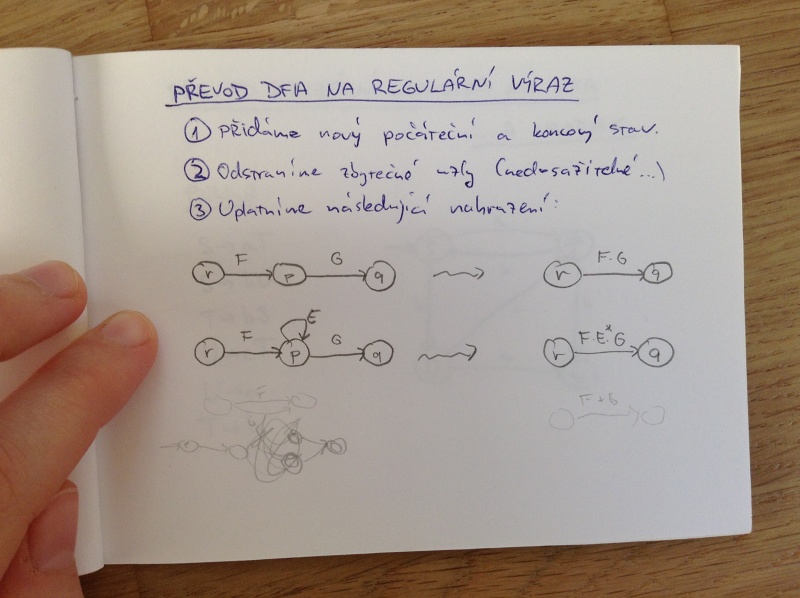 PŘEVOD DFA NA REGULÁRNÍ VÝRAZ
① Přidáme nový počáteční a koncový stav.
② Odstraníme zbytečné uzly (nedosažitelné...)
③ Uplatníme následující nahrazení:
r F p G q r F·G q
r F p E G q r F·E*·G q
F F+G